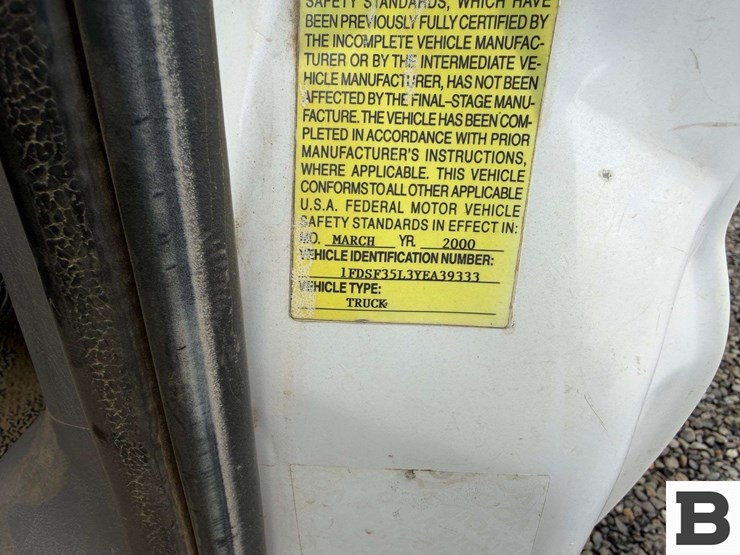 SAFETY STANDARDS, WHICH HAVE
BEEN PREVIOUSLY FULLY CERTIFIED BY
THE INCOMPLETE VEHICLE MANUFAC-
TURER OR BY THE INTERMEDIATE VE-
HICLE MANUFACTURER, HAS NOT BEEN
AFFECTED BY THE FINAL-STAGE MANU-
FACTURE. THE VEHICLE HAS BEEN COM-
PLETED IN ACCORDANCE WITH PRIOR
MANUFACTURER'S INSTRUCTIONS,
WHERE APPLICABLE. THIS VEHICLE
CONFORMS TO ALL OTHER APPLICABLE
U.S.A. FEDERAL MOTOR VEHICLE
SAFETY STANDARDS IN EFFECT IN:
MO. MARCH YR. 2000
VEHICLE IDENTIFICATION NUMBER:
1FDSF35L3YEA39333
VEHICLE TYPE:
TRUCK
B